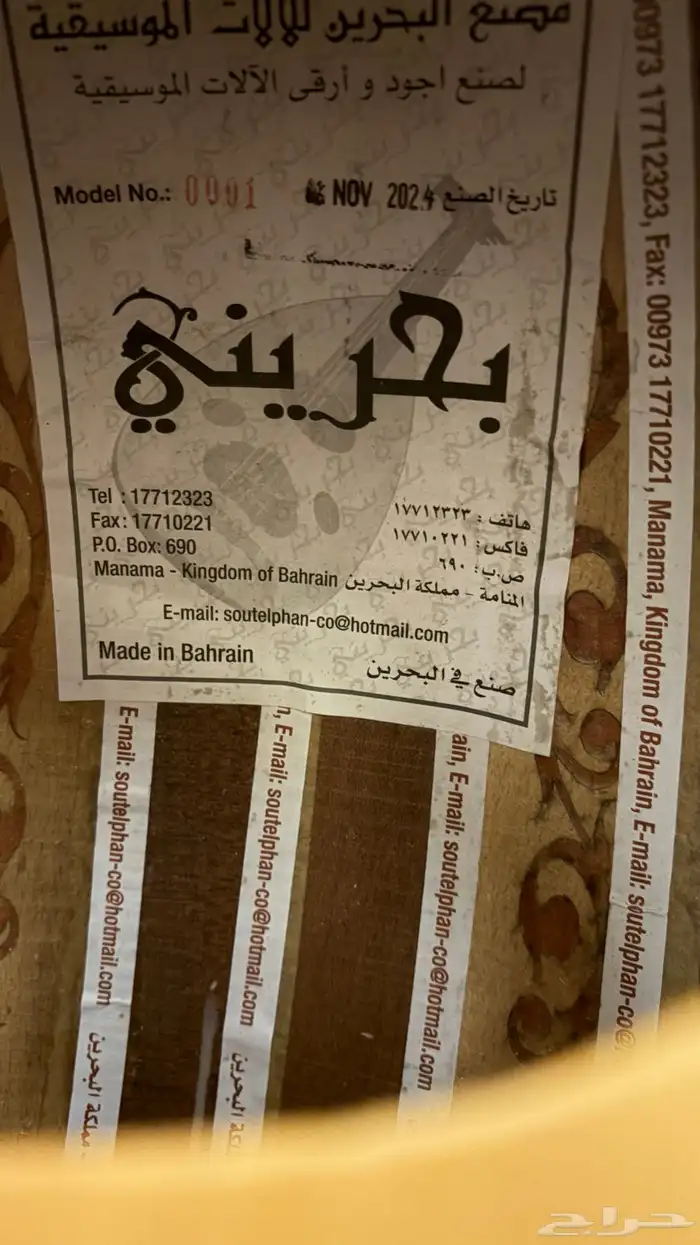 مصنع البحرين للآلات الموسيقية
لصنع اجود و أرقى الآلات الموسيقية
Model No.: 0001 NOV 2024 تاريخ الصنع
بحريني
Tel : 17712323 هاتف : ١٧٧١٢٣٢٣
Fax: 17710221 فاكس : ١٧٧١٠٢٢١
P.O. Box: 690 ص.ب: ٦٩٠
Manama - Kingdom of Bahrain المنامة - مملكة البحرين
E-mail: soutelphan-co@hotmail.com
Made in Bahrain صنع في البحرين
00973 17712323, Fax: 00973 17710221, Manama, Kingdom of Bahrain, E-mail: soutelphan-co@
E-mail: soutelphan-co@hotmail.com مملكة البحرين
n, E-mail: soutelphan-co@hotmail.com كة البحرين
ain, E-mail: soutelphan-co@hotmail.com
حراج